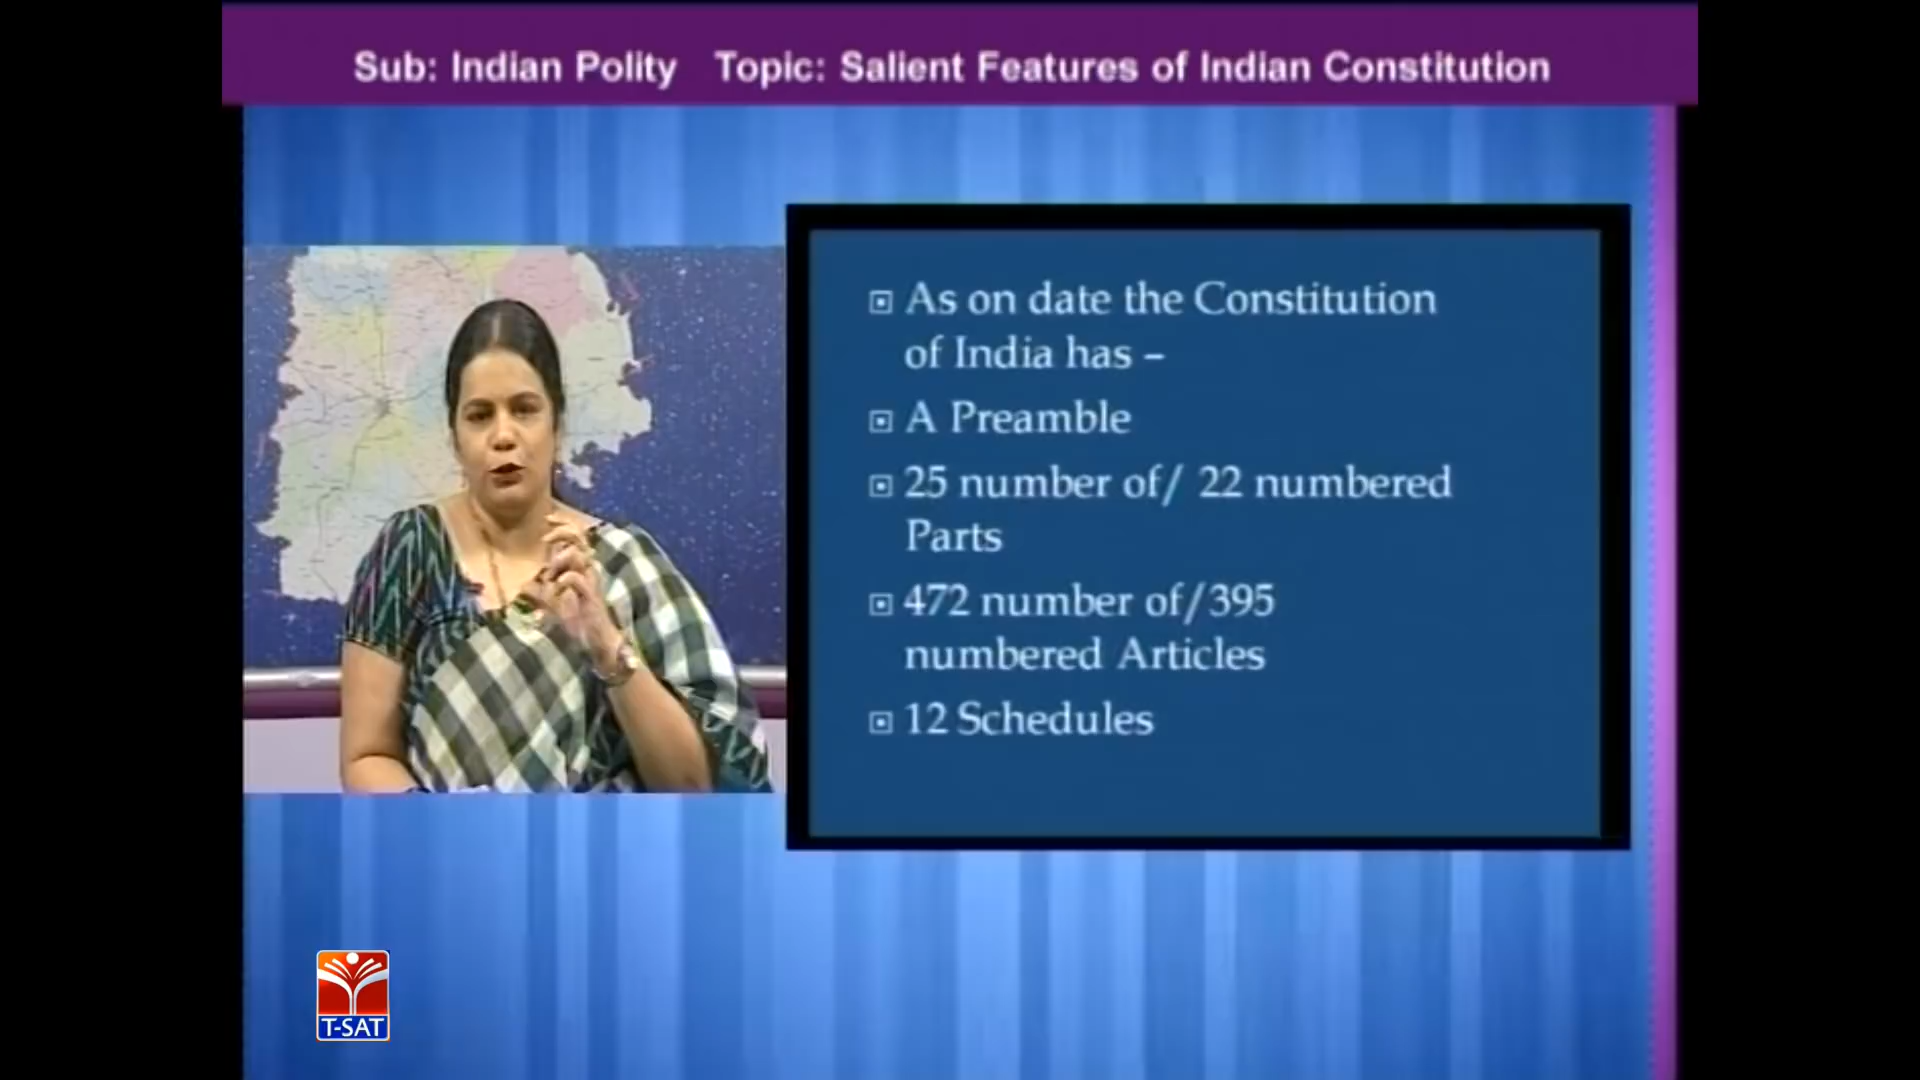 Sub: Indian Polity Topic: Salient Features of Indian Constitution
As on date the Constitution
of India has –
A Preamble
25 number of/ 22 numbered
Parts
472 number of/395
numbered Articles
12 Schedules
T-SAT